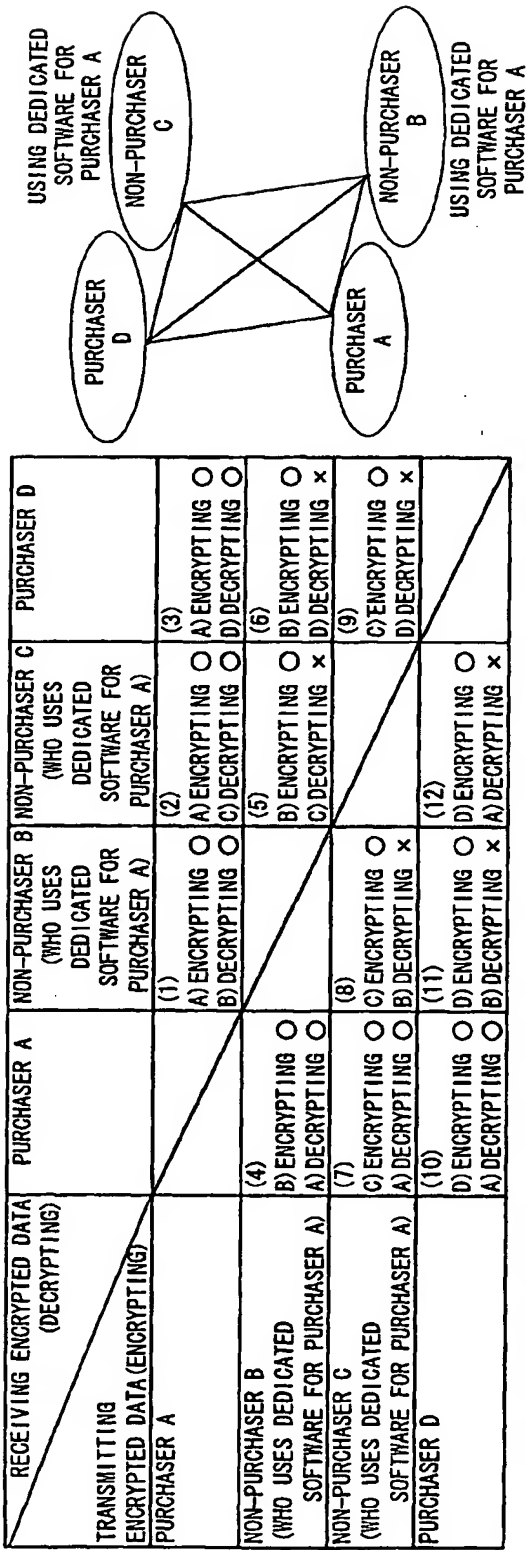 RECEIVING ENCRYPTED DATA
(DECRYPTING)
TRANSMITTING
ENCRYPTED DATA(ENCRYPTING)
PURCHASER A
NON-PURCHASER B
(WHO USES
DEDICATED
SOFTWARE FOR
PURCHASER A)
NON-PURCHASER C
(WHO USES
DEDICATED
SOFTWARE FOR
PURCHASER A)
PURCHASER D
PURCHASER A
(1)
A)ENCRYPTING ○
B)DECRYPTING ○
(2)
A)ENCRYPTING ○
C)DECRYPTING ○
(3)
A)ENCRYPTING ○
D)DECRYPTING ○
NON-PURCHASER B
(WHO USES DEDICATED
SOFTWARE FOR PURCHASER A)
(4)
B)ENCRYPTING ○
A)DECRYPTING ○
(5)
B)ENCRYPTING ○
C)DECRYPTING ×
(6)
B)ENCRYPTING ○
D)DECRYPTING ×
NON-PURCHASER C
(WHO USES DEDICATED
SOFTWARE FOR PURCHASER A)
(7)
C)ENCRYPTING ○
A)DECRYPTING ○
(8)
C)ENCRYPTING ○
B)DECRYPTING ×
(9)
C)ENCRYPTING ○
D)DECRYPTING ×
PURCHASER D
(10)
D)ENCRYPTING ○
A)DECRYPTING ○
(11)
D)ENCRYPTING ○
B)DECRYPTING ×
(12)
D)ENCRYPTING ○
A)DECRYPTING ×
USING DEDICATED
SOFTWARE FOR
PURCHASER A
PURCHASER
D
NON-PURCHASER
C
PURCHASER
A
NON-PURCHASER
B
USING DEDICATED
SOFTWARE FOR
PURCHASER A